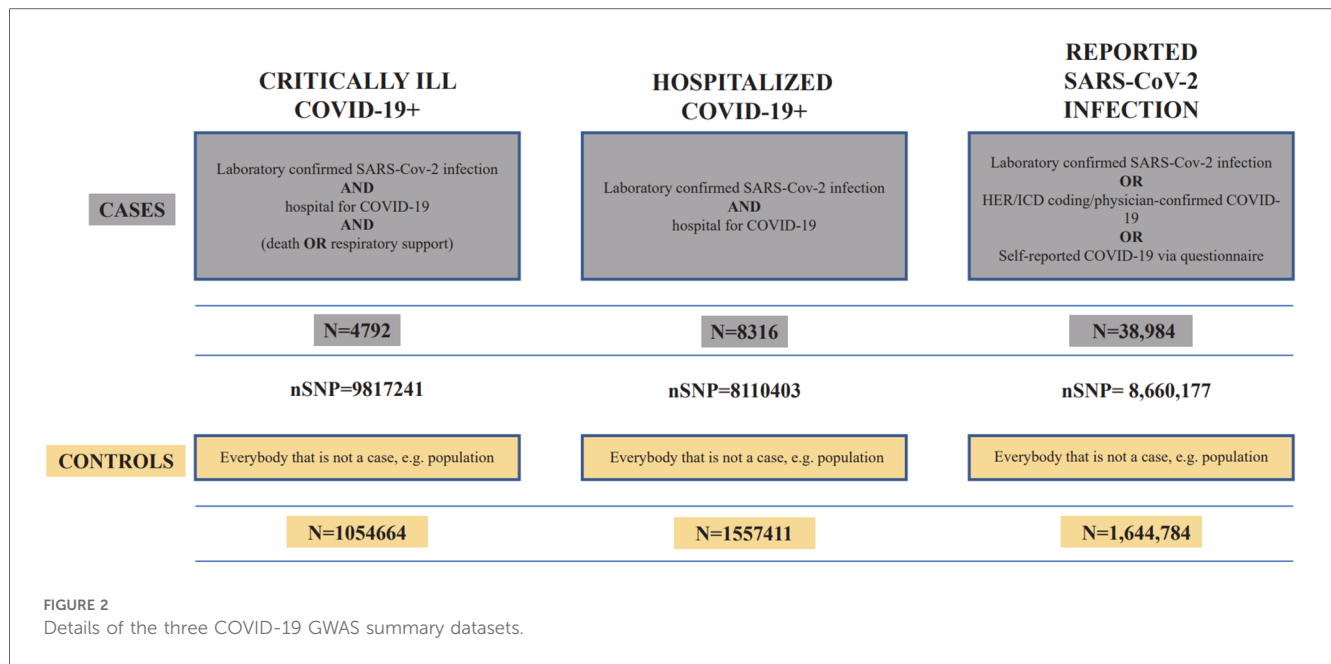 CRITICALLY ILL
COVID-19+
HOSPITALIZED
COVID-19+
REPORTED
SARS-CoV-2
INFECTION
CASES
Laboratory confirmed SARS-Cov-2 infection
AND
hospital for COVID-19
AND
(death OR respiratory support)
Laboratory confirmed SARS-Cov-2 infection
AND
hospital for COVID-19
Laboratory confirmed SARS-Cov-2 infection
OR
HER/ICD coding/physician-confirmed COVID-
19
OR
Self-reported COVID-19 via questionnaire
N=4792
N=8316
N=38,984
nSNP=9817241
nSNP=8110403
nSNP= 8,660,177
CONTROLS
Everybody that is not a case, e.g. population
Everybody that is not a case, e.g. population
Everybody that is not a case, e.g. population
N=1054664
N=1557411
N=1,644,784
FIGURE 2
Details of the three COVID-19 GWAS summary datasets.